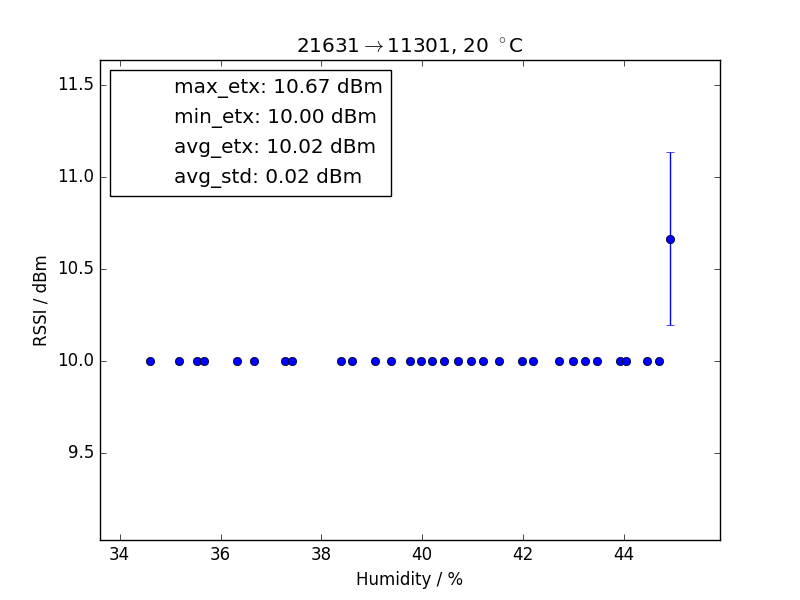 21631→11301, 20 °C
max_etx: 10.67 dBm
min_etx: 10.00 dBm
avg_etx: 10.02 dBm
avg_std: 0.02 dBm
RSSI / dBm
11.5
11.0
10.5
10.0
9.5
34 36 38 40 42 44
Humidity / %